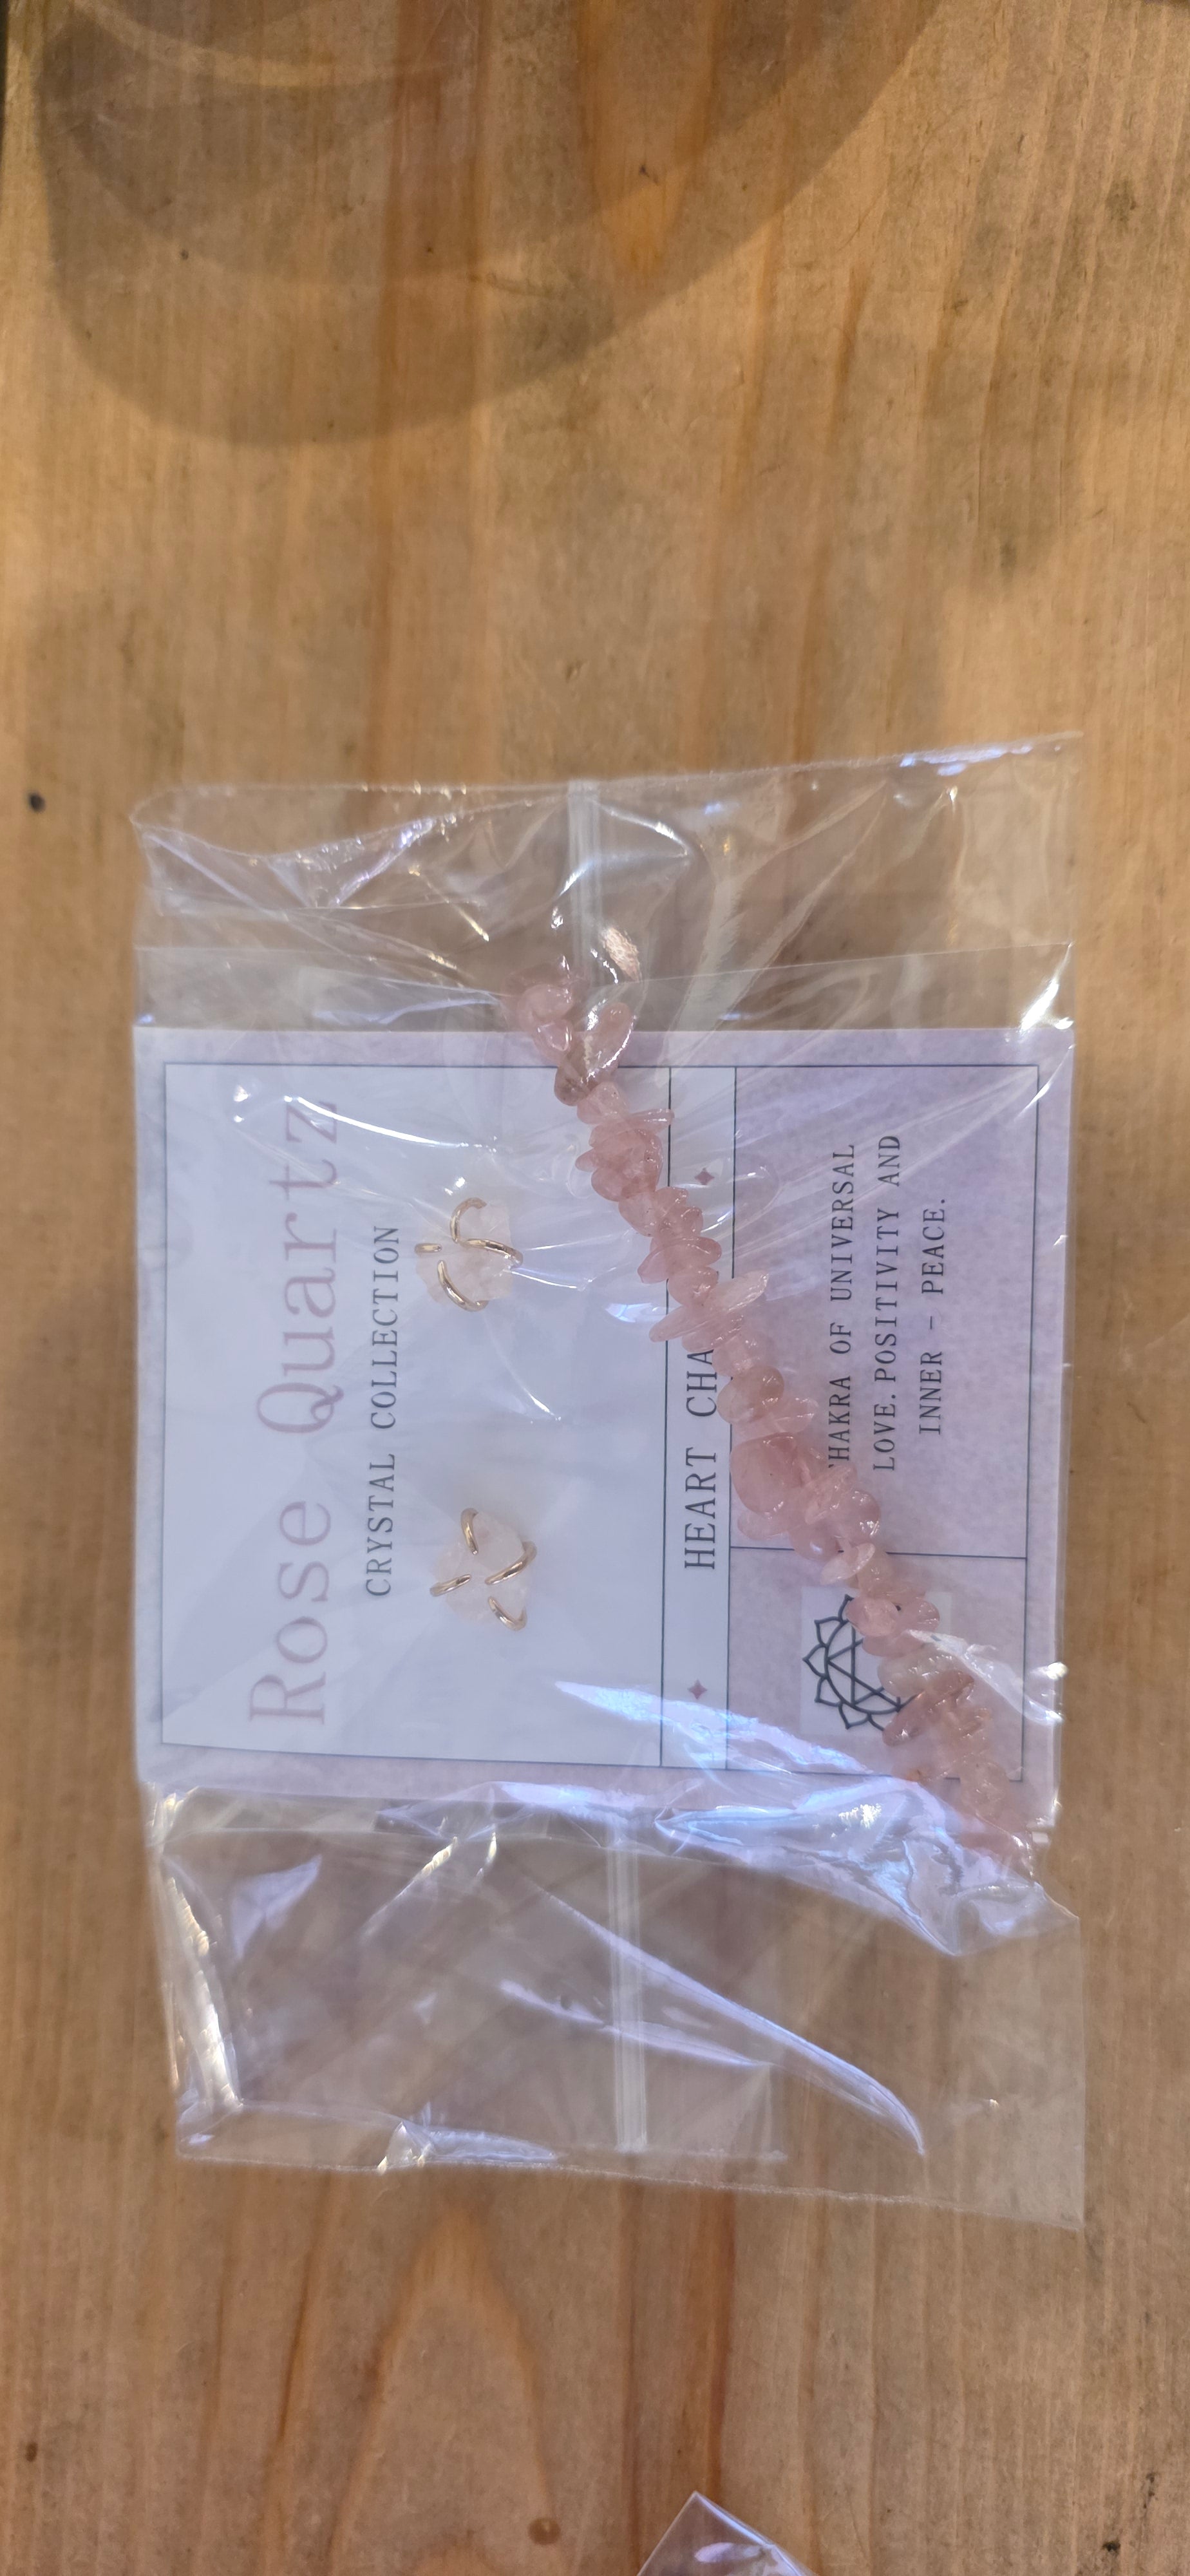 Rose Quartz
CRYSTAL COLLECTION
HEART CHA
HAKRA OF UNIVERSAL
LOVE.POSITIVITY AND
INNER – PEACE.